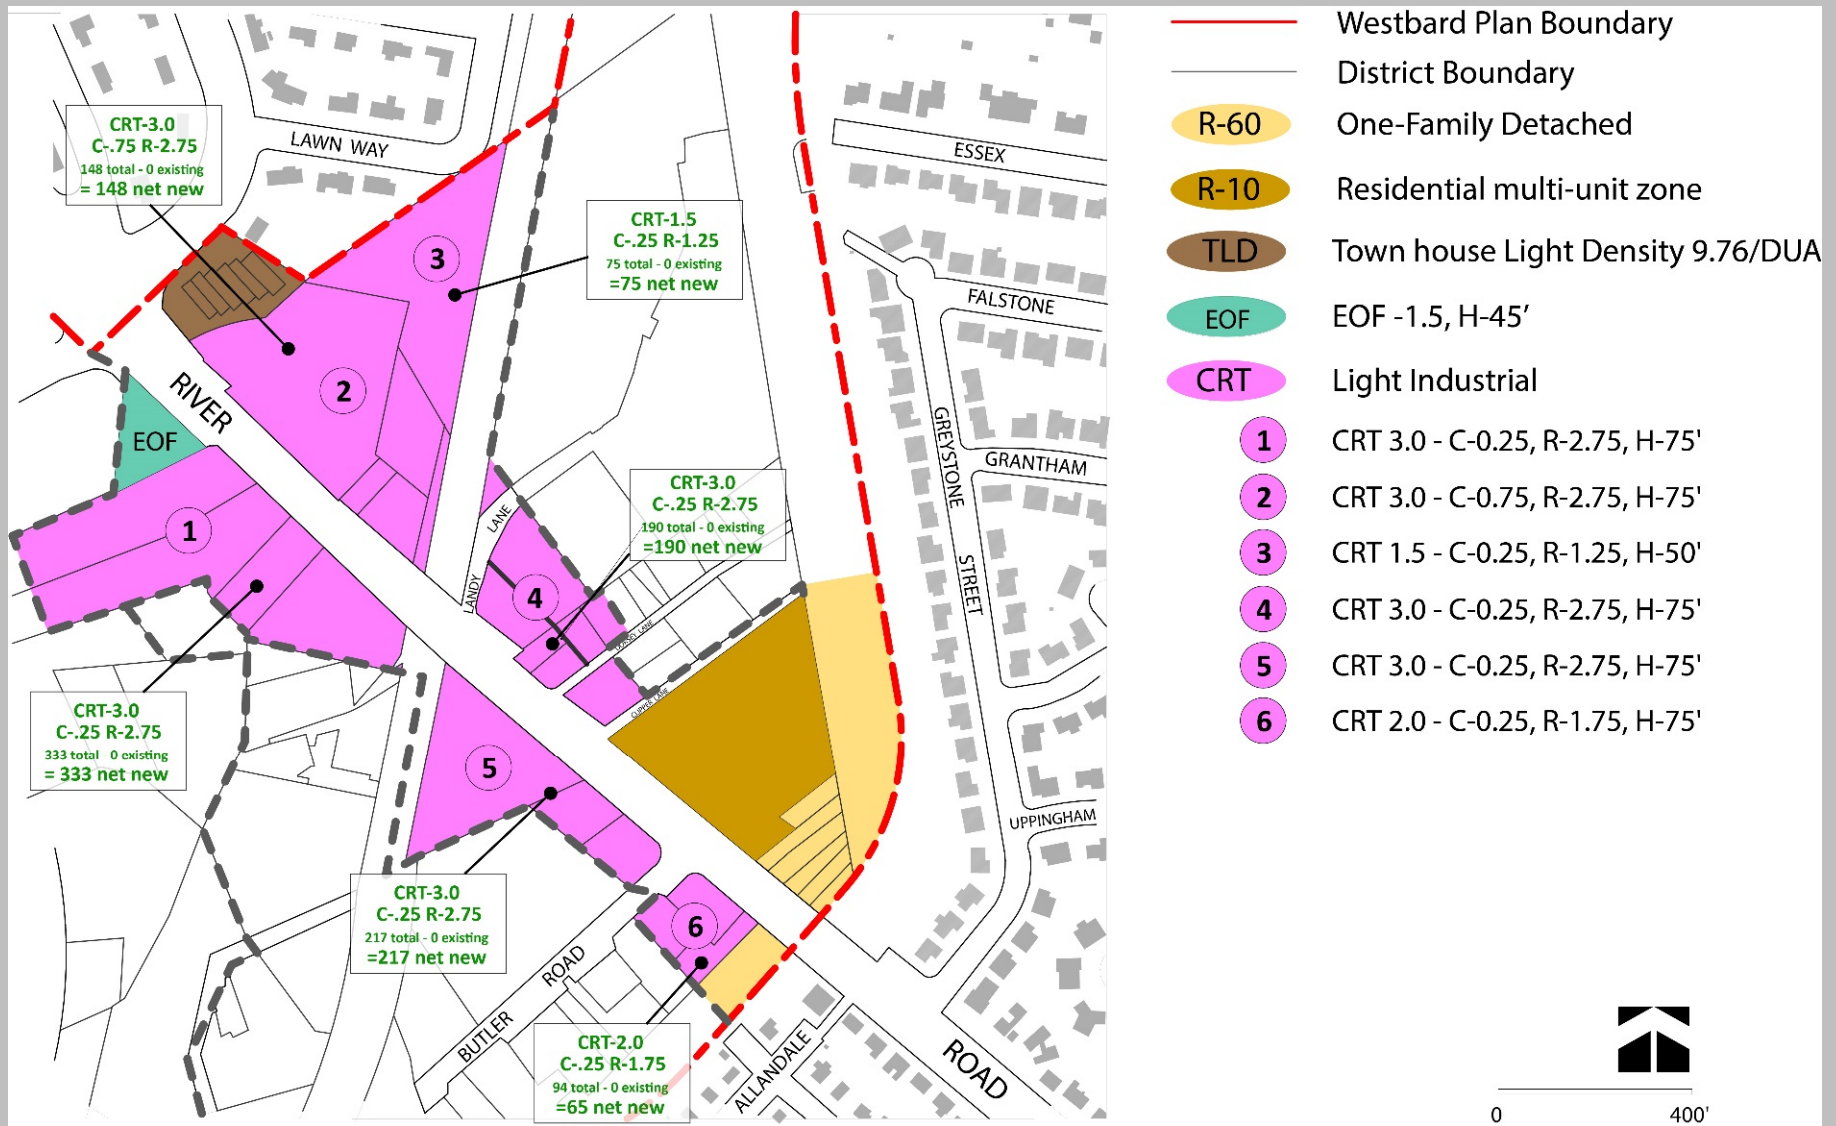 Westbard Plan Boundary
District Boundary
R-60 One-Family Detached
R-10 Residential multi-unit zone
TLD Town house Light Density 9.76/DUA
EOF EOF -1.5, H-45’
CRT Light Industrial
1 CRT 3.0 - C-0.25, R-2.75, H-75'
2 CRT 3.0 - C-0.75, R-2.75, H-75'
3 CRT 1.5 - C-0.25, R-1.25, H-50'
4 CRT 3.0 - C-0.25, R-2.75, H-75'
5 CRT 3.0 - C-0.25, R-2.75, H-75'
6 CRT 2.0 - C-0.25, R-1.75, H-75'
0 400'
CRT-3.0
C-.75 R-2.75
148 total - 0 existing
= 148 net new
LAWN WAY
ESSEX
CRT-1.5
C-.25 R-1.25
75 total - 0 existing
=75 net new
3
FALSTONE
2
RIVER
EOF
GREYSTONE
STREET
GRANTHAM
CRT-3.0
C-.25 R-2.75
190 total - 0 existing
=190 net new
1
LANDY
LANE
4
DORSEY LANE
CLIPPER LANE
CRT-3.0
C-.25 R-2.75
333 total - 0 existing
= 333 net new
5
UPPINGHAM
CRT-3.0
C-.25 R-2.75
217 total - 0 existing
=217 net new
6
BUTLER
ROAD
CRT-2.0
C-.25 R-1.75
94 total - 0 existing
=65 net new
ALLANDALE
ROAD